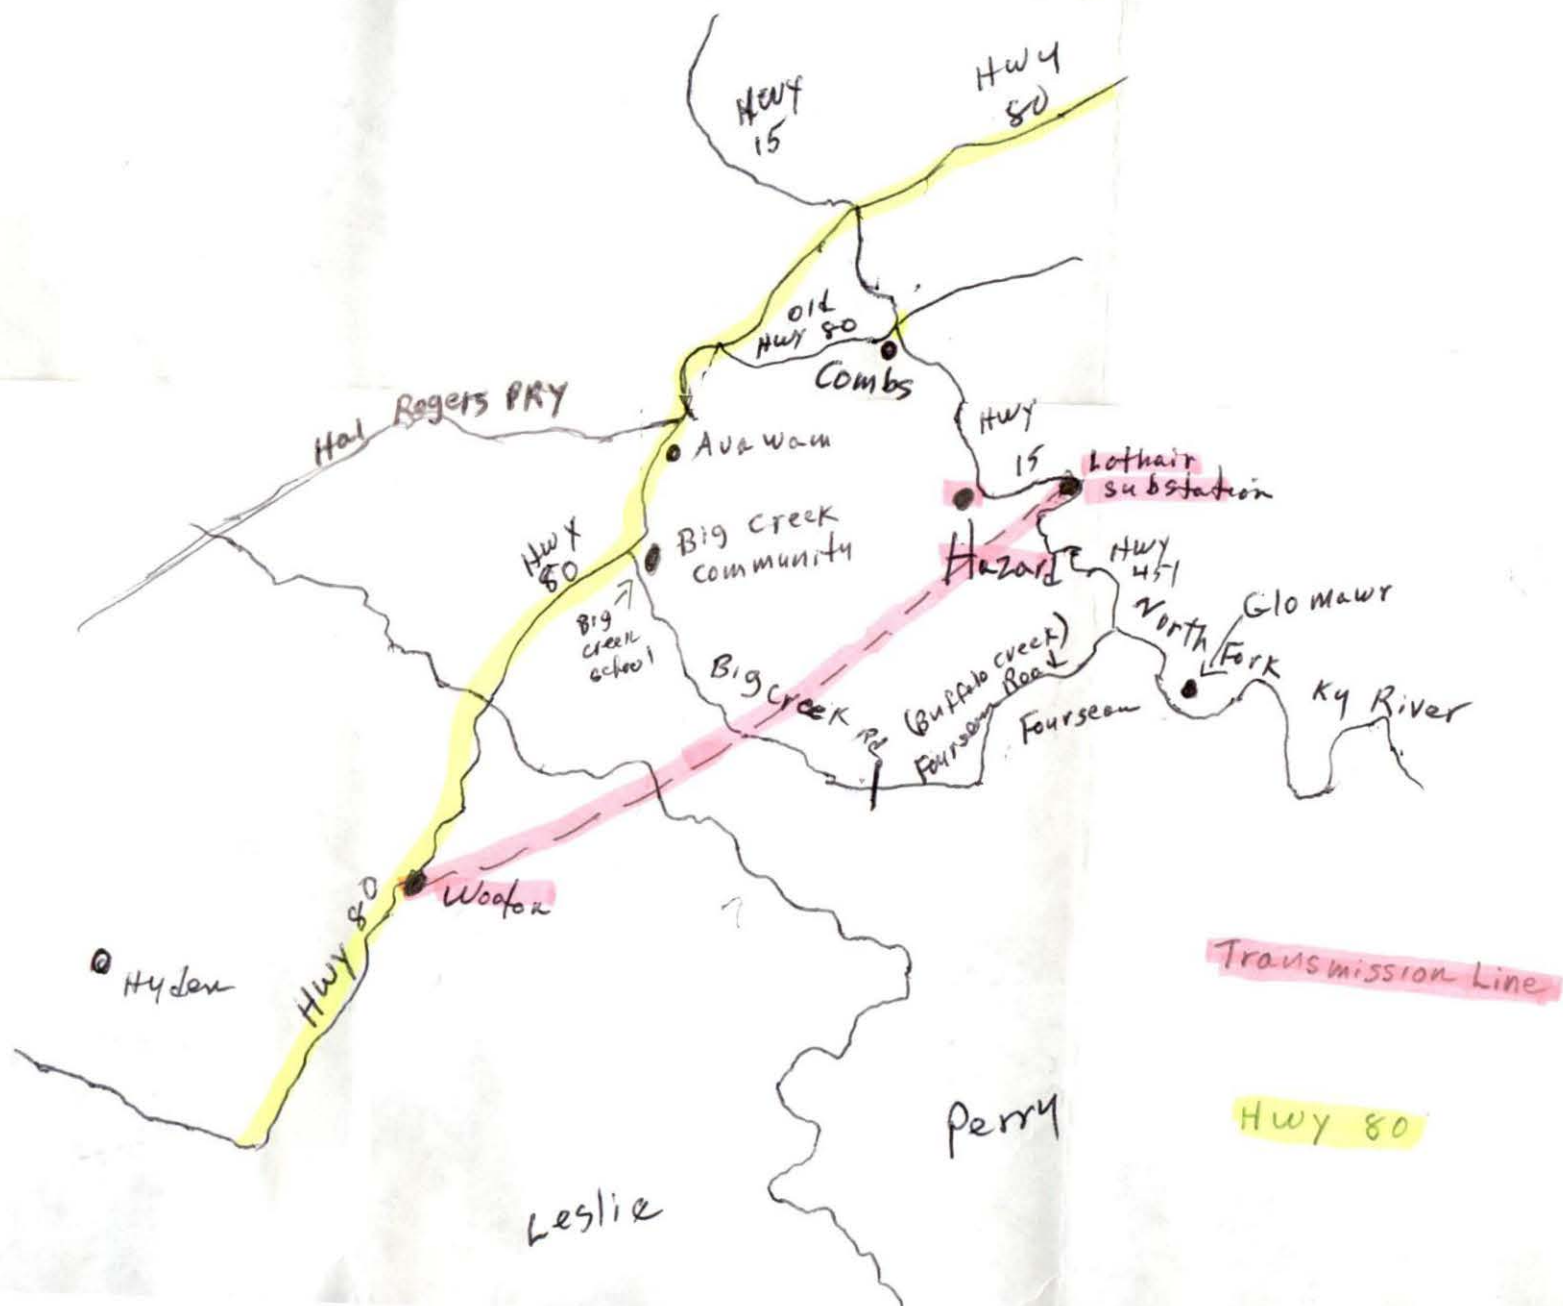 HWY
80
HWY
15
Old
HWY 80
Combs
Hal Rogers PKY
Avawam
HWY
15
Lothair
substation
Big Creek
community
HWY
80
Hazard
HWY
451
Big
creek
school
North
Fork
Glomawr
Ky River
Big
Creek
Rd
(Buffalo creek)
Fourseam Road
Fourseam
Wooton
HWY 80
Hyden
Transmission Line
Perry
HWY 80
Leslie